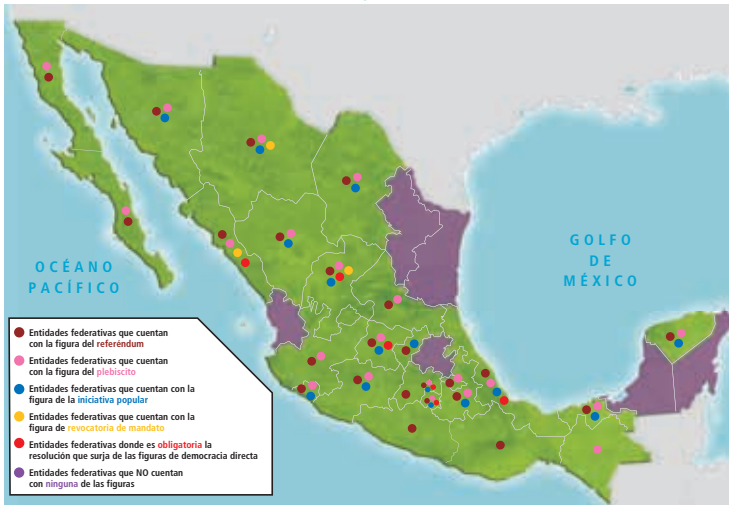 GOLFO
DE
MÉXICO
OCÉANO
PACÍFICO
Entidades federativas que cuentan
con la figura del referéndum
Entidades federativas que cuentan
con la figura del plebiscito
Entidades federativas que cuentan con la
figura de la iniciativa popular
Entidades federativas que cuentan con la
figura de revocatoria de mandato
Entidades federativas donde es obligatoria la
resolución que surja de las figuras de democracia directa
Entidades federativas que NO cuentan
con ninguna de las figuras